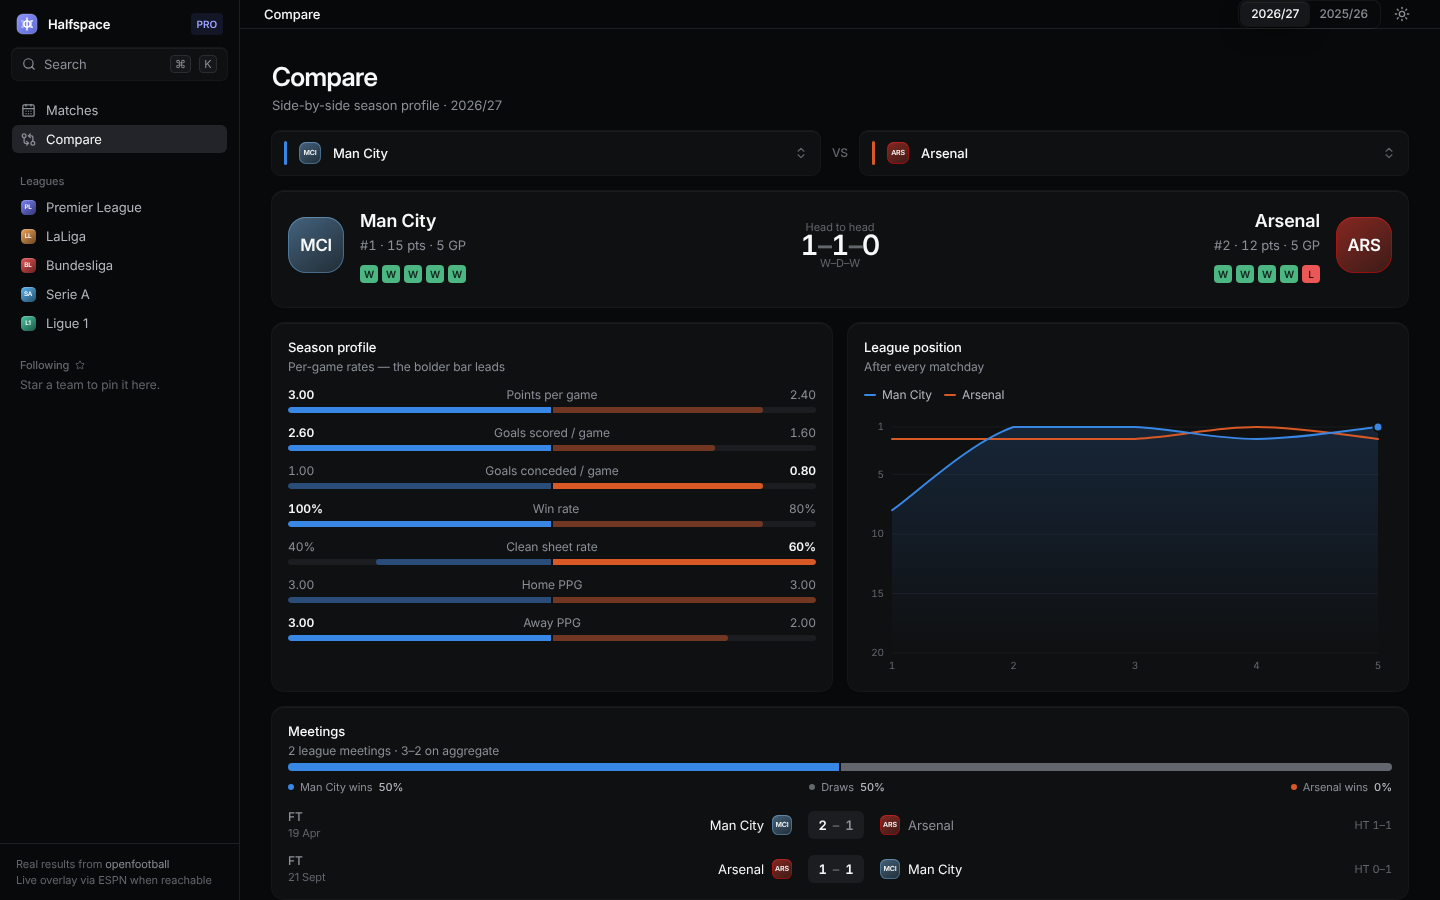 Halfspace
PRO
Search
⌘ K
Matches
Compare
Leagues
PL Premier League
LL LaLiga
BL Bundesliga
SA Serie A
L1 Ligue 1
Following
Star a team to pin it here.
Real results from openfootball
Live overlay via ESPN when reachable
Compare
2026/27 2025/26
Compare
Side-by-side season profile · 2026/27
MCI Man City
VS
ARS Arsenal
MCI
Man City
#1 · 15 pts · 5 GP
W W W W W
Head to head
1–1–0
W–D–W
Arsenal
#2 · 12 pts · 5 GP
W W W W L
ARS
Season profile
Per-game rates — the bolder bar leads
3.00 Points per game 2.40
2.60 Goals scored / game 1.60
1.00 Goals conceded / game 0.80
100% Win rate 80%
40% Clean sheet rate 60%
3.00 Home PPG 3.00
3.00 Away PPG 2.00
League position
After every matchday
Man City Arsenal
1
5
10
15
20
1 2 3 4 5
Meetings
2 league meetings · 3–2 on aggregate
Man City wins 50% Draws 50% Arsenal wins 0%
FT
19 Apr
Man City MCI 2 – 1 ARS Arsenal
HT 1–1
FT
21 Sept
Arsenal ARS 1 – 1 MCI Man City
HT 0–1